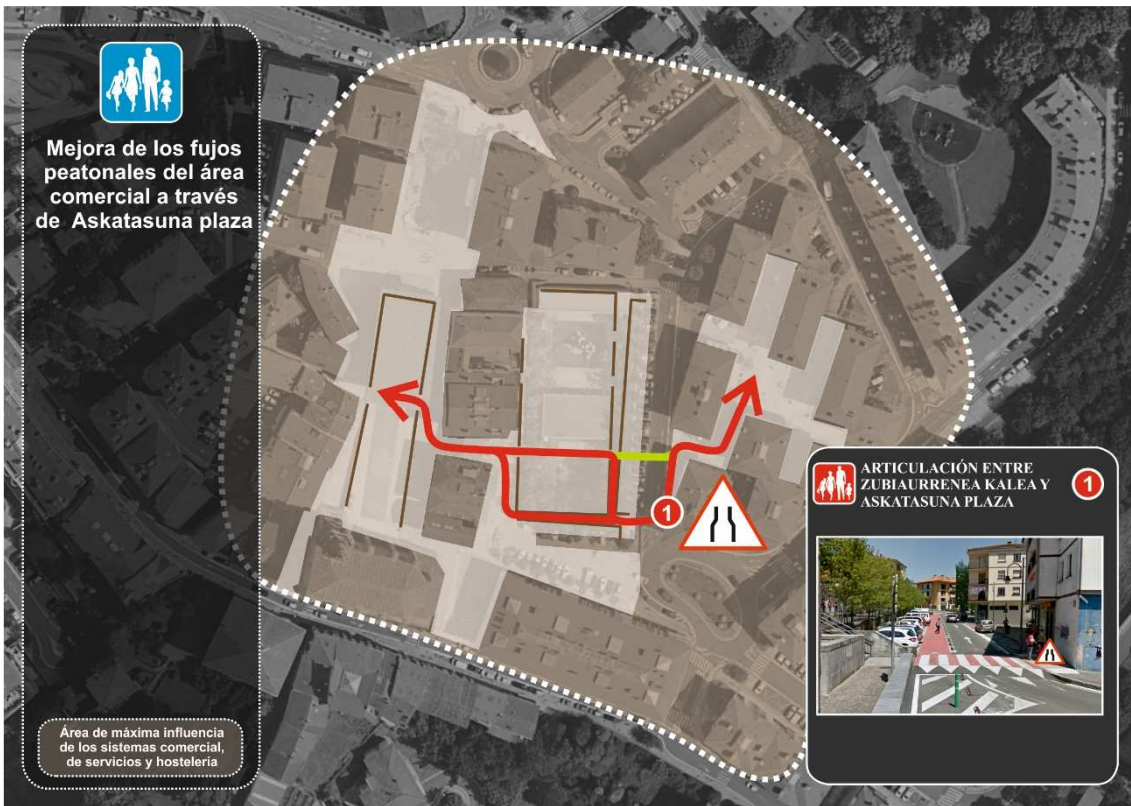 Mejora de los fujos
peatonales del área
comercial a través
de Askatasuna plaza
Área de máxima influencia
de los sistemas comercial,
de servicios y hosteleria
1
ARTICULACIÓN ENTRE
ZUBIAURRENEA KALEA Y
ASKATASUNA PLAZA
1